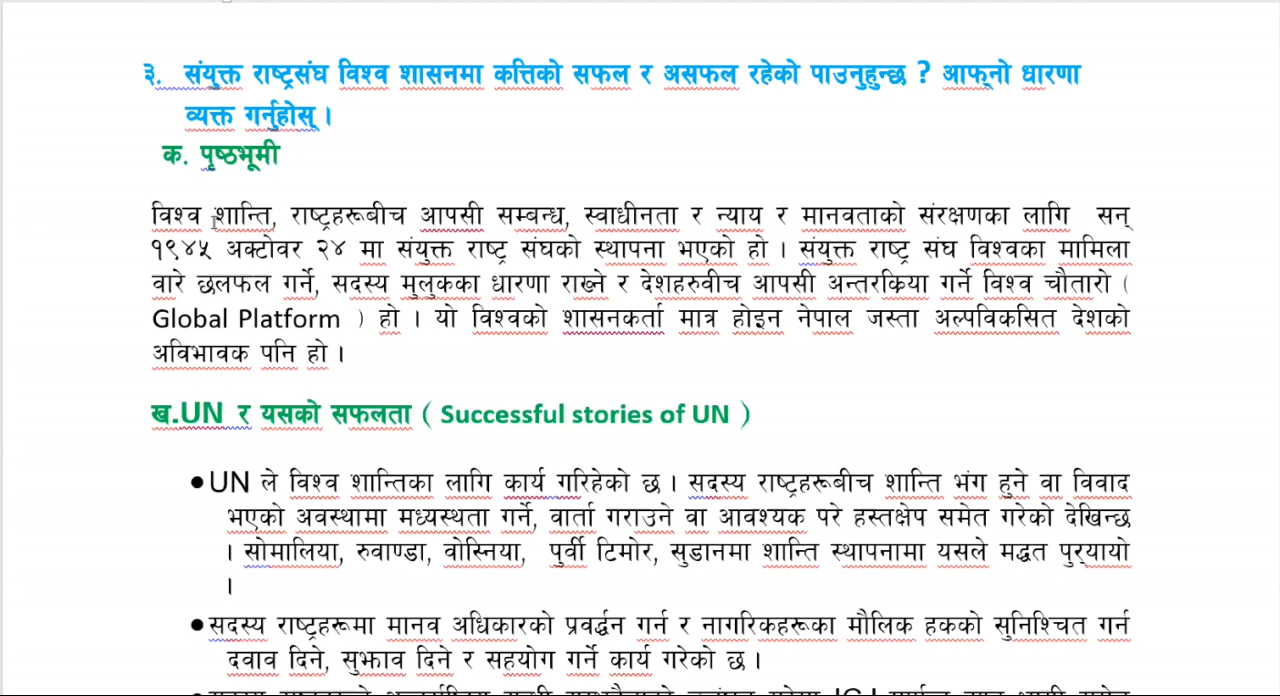 ३. संयुक्त राष्ट्रसंघ विश्व शासनमा कत्तिको सफल र असफल रहेको पाउनुहुन्छ ? आफ्नो धारणा
व्यक्त गर्नुहोस् ।
क. पृष्ठभूमी
विश्व शान्ति, राष्ट्रहरूबीच आपसी सम्बन्ध, स्वाधीनता र न्याय र मानवताको संरक्षणका लागि सन्
१९४५ अक्टोवर २४ मा संयुक्त राष्ट्र संघको स्थापना भएको हो । संयुक्त राष्ट्र संघ विश्वका मामिला
वारे छलफल गर्ने, सदस्य मुलुकका धारणा राख्ने र देशहरुवीच आपसी अन्तरक्रिया गर्ने विश्व चौतारो (
Global Platform ) हो । यो विश्वको शासनकर्ता मात्र होइन नेपाल जस्ता अल्पविकसित देशको
अविभावक पनि हो ।
ख.UN र यसको सफलता ( Successful stories of UN )
●UN ले विश्व शान्तिका लागि कार्य गरिहेको छ । सदस्य राष्ट्रहरूबीच शान्ति भंग हुने वा विवाद
भएको अवस्थामा मध्यस्थता गर्ने, वार्ता गराउने वा आवश्यक परे हस्तक्षेप समेत गरेको देखिन्छ
। सोमालिया, रुवाण्डा, वोस्निया, पुर्वी टिमोर, सुडानमा शान्ति स्थापनामा यसले मद्धत पुर्‍यायो
।
●सदस्य राष्ट्रहरूमा मानव अधिकारको प्रवर्द्धन गर्न र नागरिकहरूका मौलिक हकको सुनिश्चित गर्न
दवाव दिने, सुझाव दिने र सहयोग गर्ने कार्य गरेको छ ।